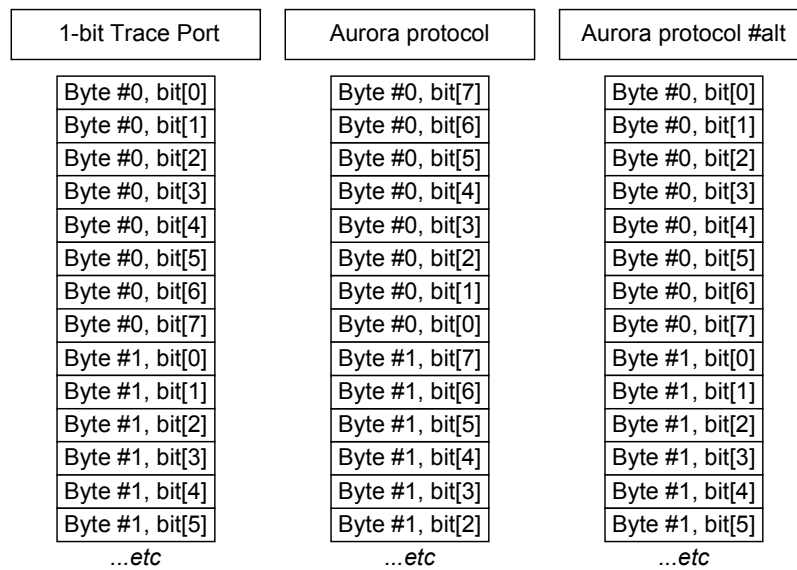 1-bit Trace Port
Aurora protocol
Aurora protocol #alt
Byte #0, bit[0]
Byte #0, bit[1]
Byte #0, bit[2]
Byte #0, bit[3]
Byte #0, bit[4]
Byte #0, bit[5]
Byte #0, bit[6]
Byte #0, bit[7]
Byte #1, bit[0]
Byte #1, bit[1]
Byte #1, bit[2]
Byte #1, bit[3]
Byte #1, bit[4]
Byte #1, bit[5]
...etc
Byte #0, bit[7]
Byte #0, bit[6]
Byte #0, bit[5]
Byte #0, bit[4]
Byte #0, bit[3]
Byte #0, bit[2]
Byte #0, bit[1]
Byte #0, bit[0]
Byte #1, bit[7]
Byte #1, bit[6]
Byte #1, bit[5]
Byte #1, bit[4]
Byte #1, bit[3]
Byte #1, bit[2]
...etc
Byte #0, bit[0]
Byte #0, bit[1]
Byte #0, bit[2]
Byte #0, bit[3]
Byte #0, bit[4]
Byte #0, bit[5]
Byte #0, bit[6]
Byte #0, bit[7]
Byte #1, bit[0]
Byte #1, bit[1]
Byte #1, bit[2]
Byte #1, bit[3]
Byte #1, bit[4]
Byte #1, bit[5]
...etc